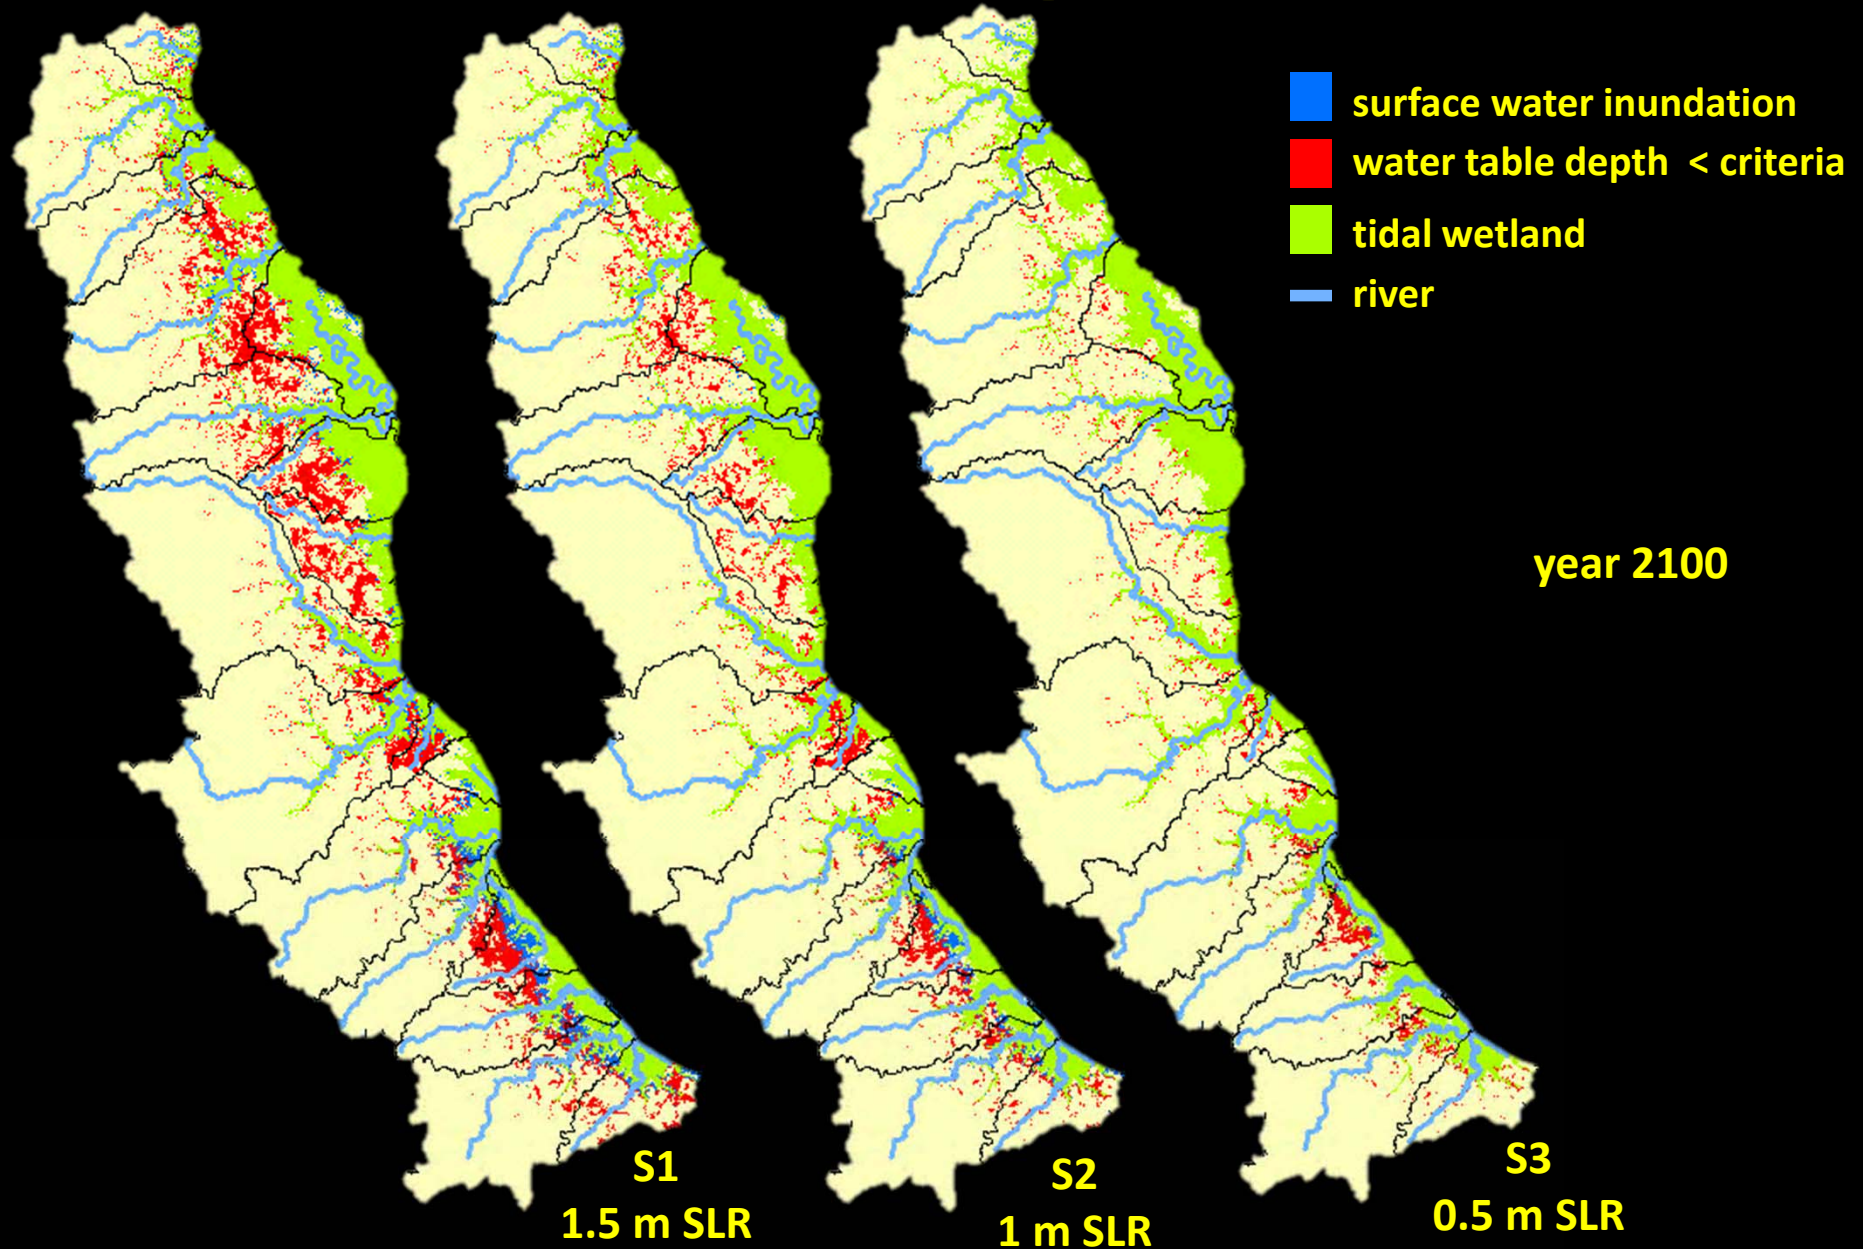 surface water inundation
water table depth < criteria
tidal wetland
river
year 2100
S1
1.5 m SLR
S2
1 m SLR
S3
0.5 m SLR